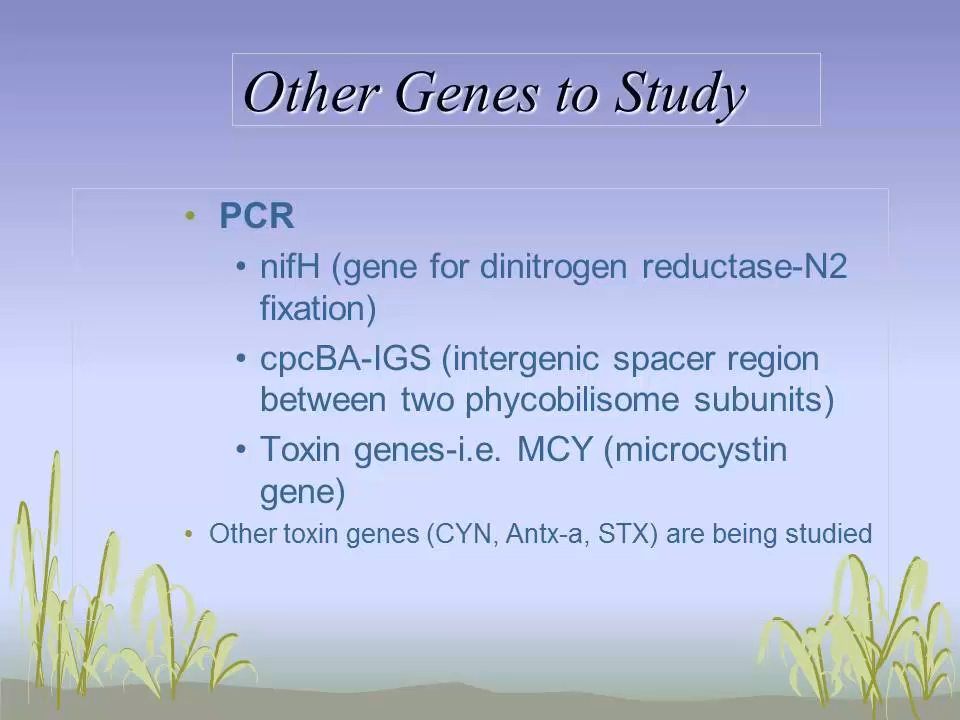 Other Genes to Study
• PCR
• nifH (gene for dinitrogen reductase-N2
fixation)
• cpcBA-IGS (intergenic spacer region
between two phycobilisome subunits)
• Toxin genes-i.e. MCY (microcystin
gene)
• Other toxin genes (CYN, Antx-a, STX) are being studied